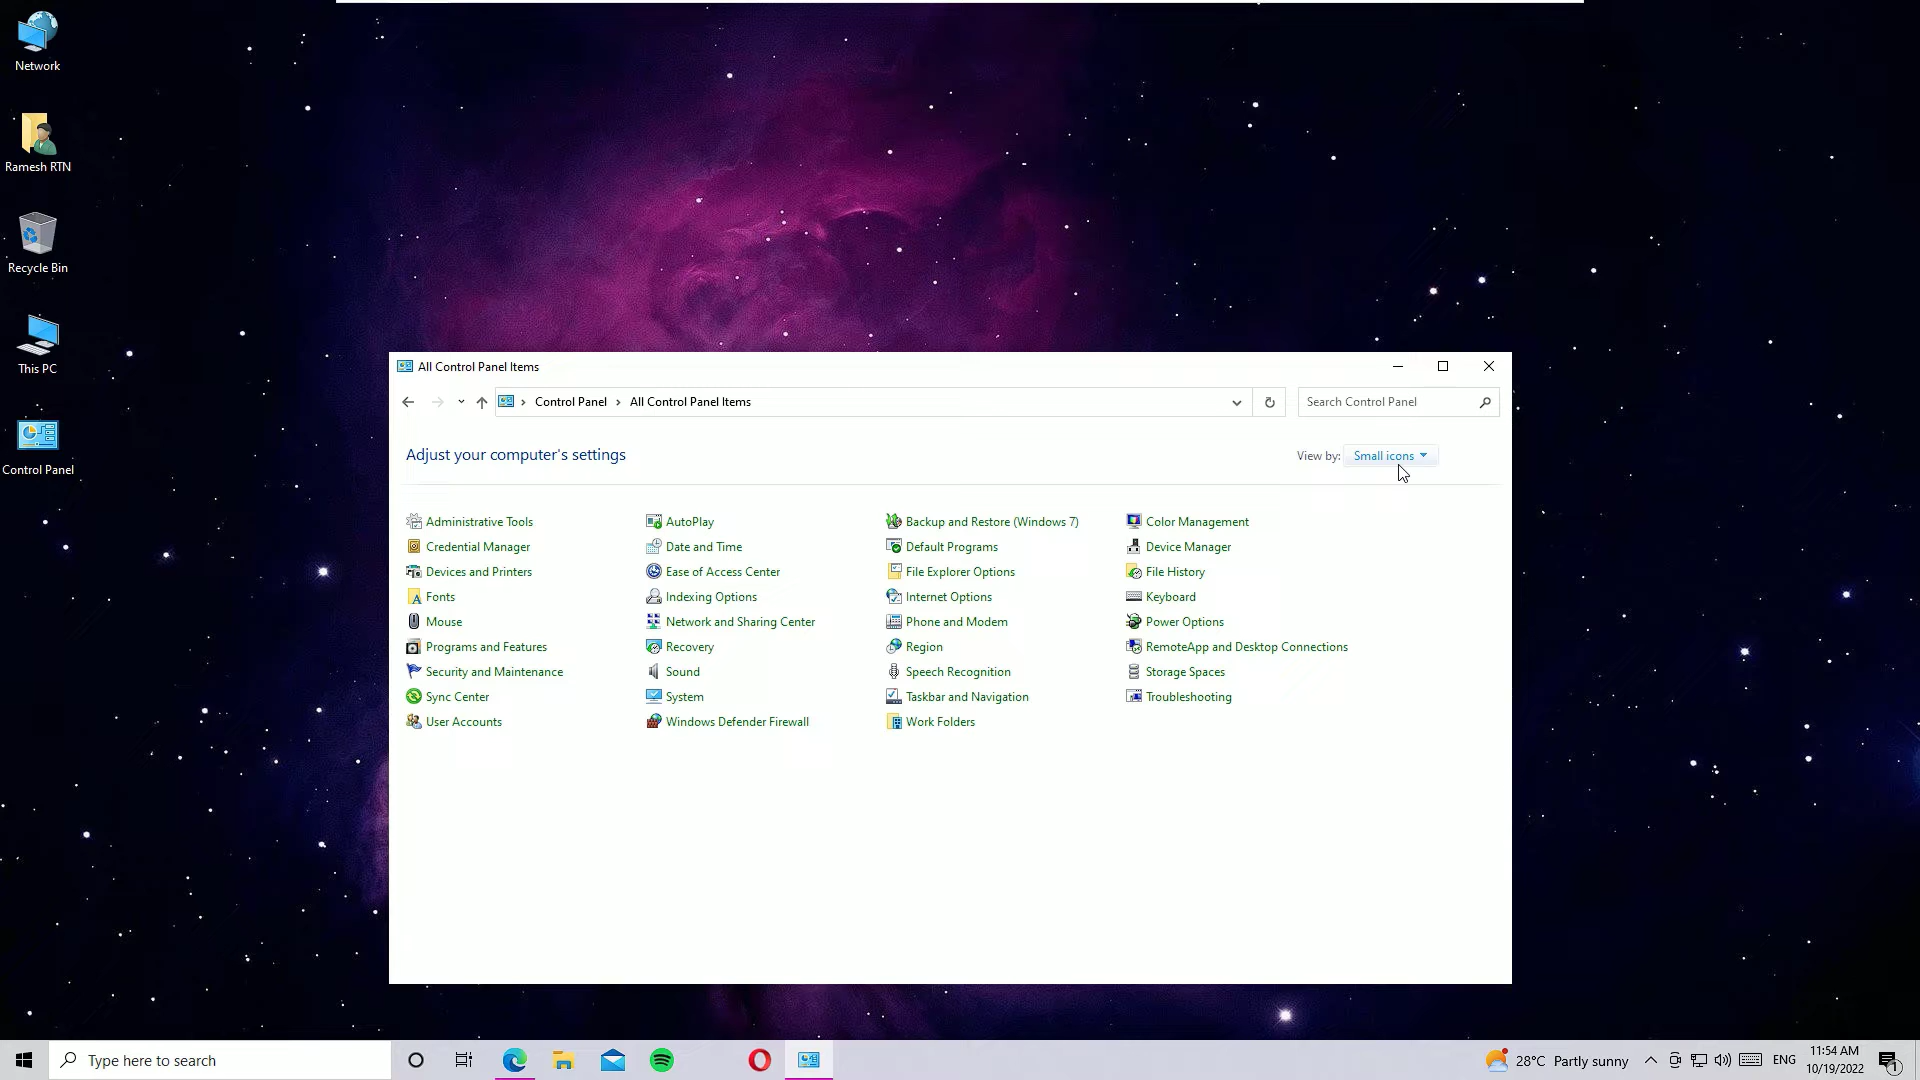 Network
Ramesh RTN
Recycle Bin
This PC
Control Panel
All Control Panel Items
Control Panel › All Control Panel Items
Search Control Panel
Adjust your computer's settings
View by: Small icons
Administrative Tools
AutoPlay
Backup and Restore (Windows 7)
Color Management
Credential Manager
Date and Time
Default Programs
Device Manager
Devices and Printers
Ease of Access Center
File Explorer Options
File History
Fonts
Indexing Options
Internet Options
Keyboard
Mouse
Network and Sharing Center
Phone and Modem
Power Options
Programs and Features
Recovery
Region
RemoteApp and Desktop Connections
Security and Maintenance
Sound
Speech Recognition
Storage Spaces
Sync Center
System
Taskbar and Navigation
Troubleshooting
User Accounts
Windows Defender Firewall
Work Folders
Type here to search
28°C Partly sunny
ENG
11:54 AM
10/19/2022
1